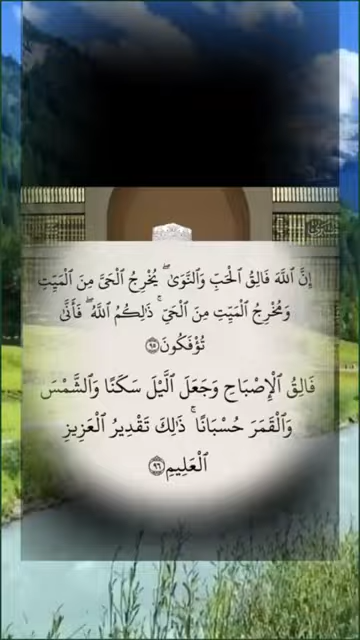 إِنَّ ٱللَّهَ فَالِقُ ٱلْحَبِّ وَٱلنَّوَىٰ ۖ يُخْرِجُ ٱلْحَىَّ مِنَ ٱلْمَيِّتِ
وَمُخْرِجُ ٱلْمَيِّتِ مِنَ ٱلْحَىِّ ۚ ذَٰلِكُمُ ٱللَّهُ ۖ فَأَنَّىٰ
تُؤْفَكُونَ ۝٩٥
فَالِقُ ٱلْإِصْبَاحِ وَجَعَلَ ٱلَّيْلَ سَكَنًا وَٱلشَّمْسَ
وَٱلْقَمَرَ حُسْبَانًا ۚ ذَٰلِكَ تَقْدِيرُ ٱلْعَزِيزِ
ٱلْعَلِيمِ ۝٩٦